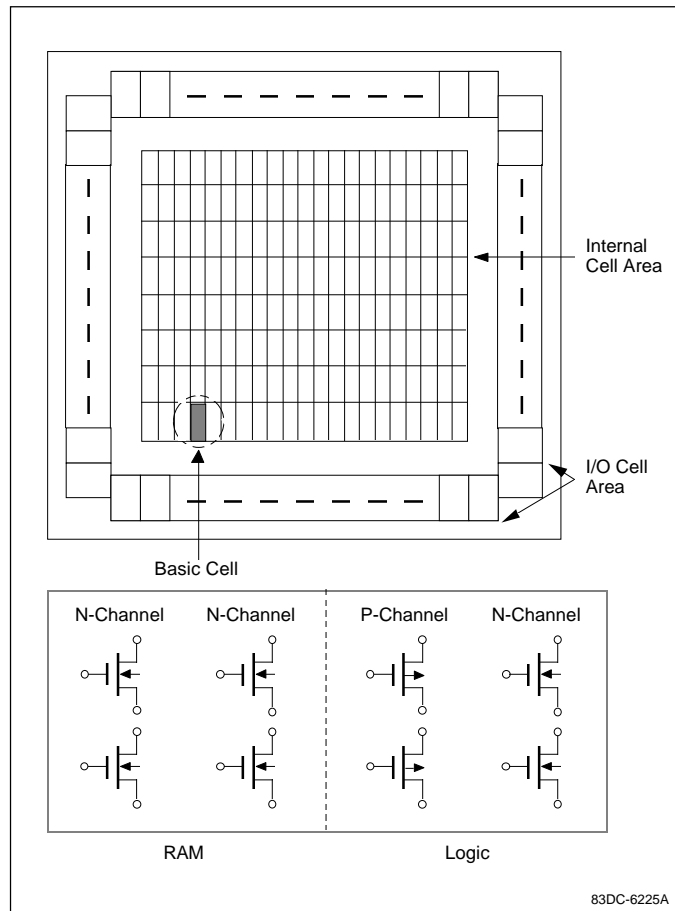 Internal
Cell Area
I/O Cell
Area
Basic Cell
N-Channel N-Channel P-Channel N-Channel
RAM Logic
83DC-6225A